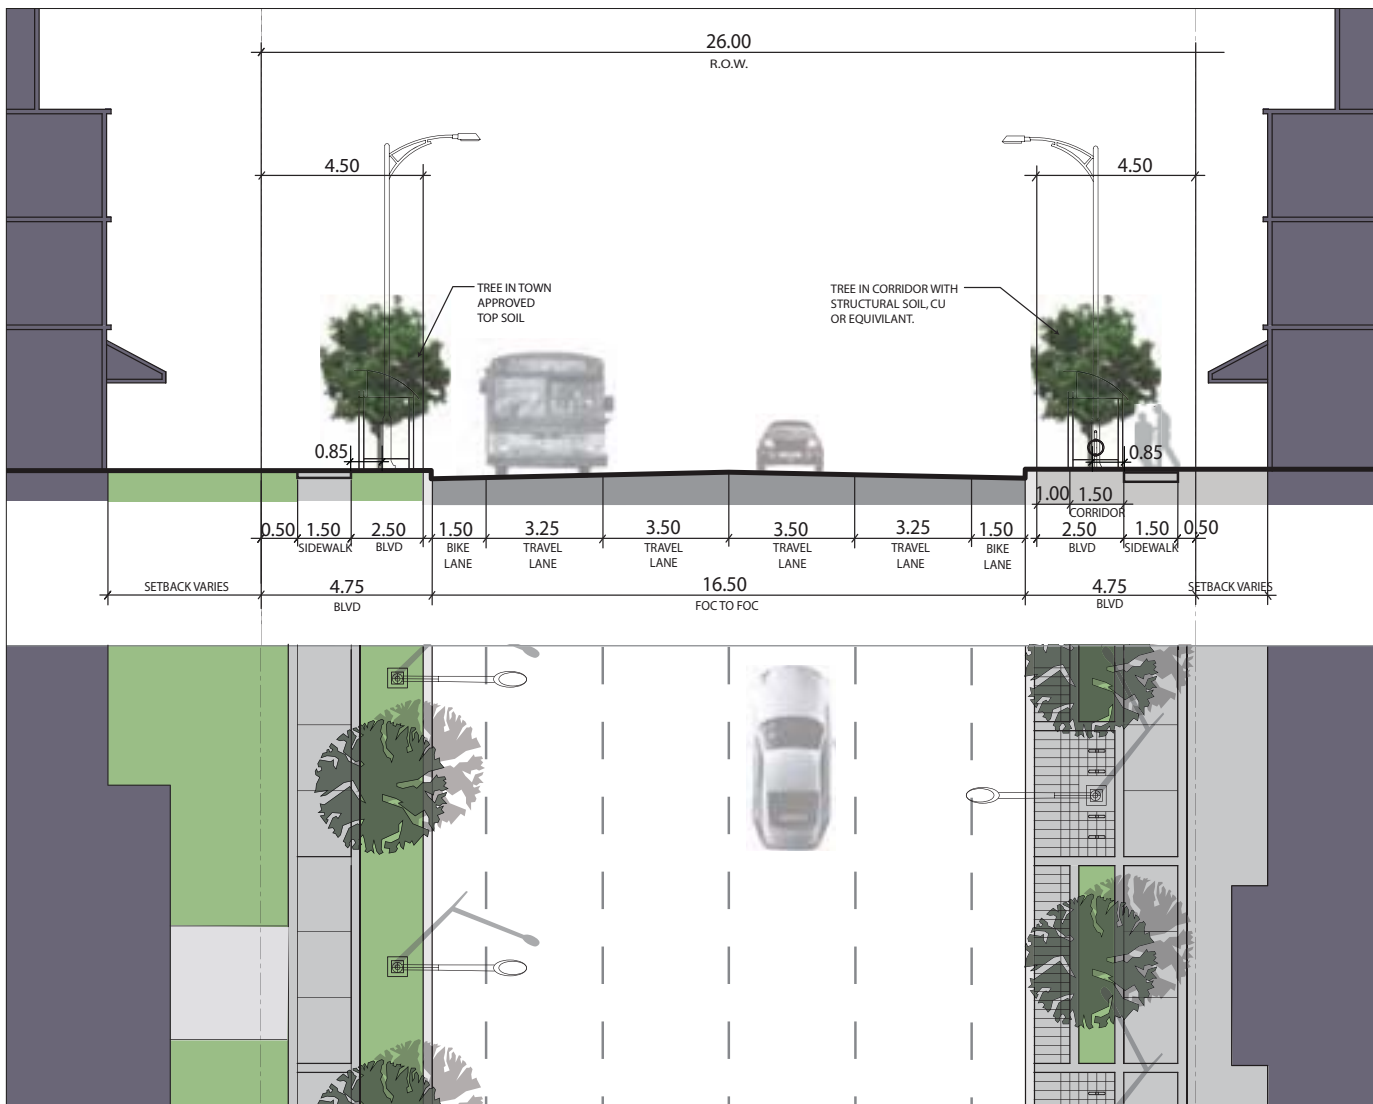 26.00
R.O.W.
4.50
4.50
TREE IN TOWN
APPROVED
TOP SOIL
TREE IN CORRIDOR WITH
STRUCTURAL SOIL, CU
OR EQUIVILANT.
0.85
0.85
1.00 1.50
CORRIDOR
0.50 1.50 2.50 1.50 3.25 3.50 3.50 3.25 1.50 2.50 1.50 0.50
SIDEWALK BLVD BIKE TRAVEL TRAVEL TRAVEL TRAVEL BIKE BLVD SIDEWALK
LANE LANE LANE LANE LANE LANE
SETBACK VARIES 4.75 16.50 4.75 SETBACK VARIES
BLVD FOC TO FOC BLVD